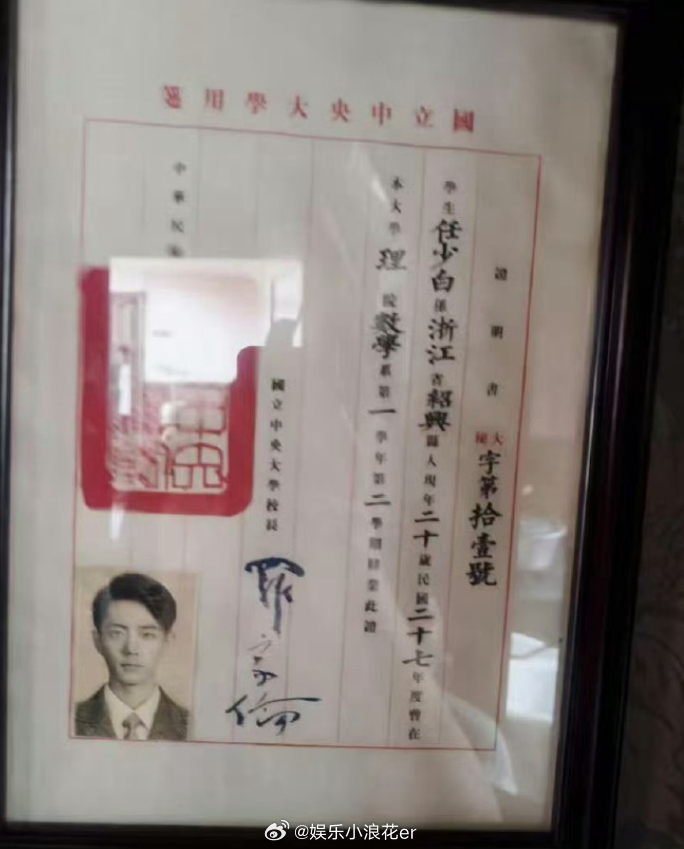 國立中央大學用箋
證明書 大 字第拾壹號
學生任少白係浙江省紹興縣人現年二十歲民國二十七年度曾在
本大學理院數學系第一學年第二學期肄業此證
國立中央大學校長 羅家倫
中華民
@娱乐小浪花er